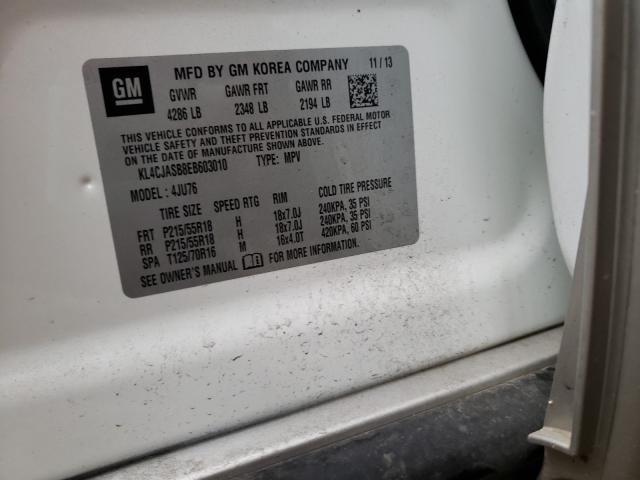 GM MFD BY GM KOREA COMPANY 11/13
GVWR GAWR FRT GAWR RR
4286 LB 2348 LB 2194 LB
THIS VEHICLE CONFORMS TO ALL APPLICABLE U.S. FEDERAL MOTOR
VEHICLE SAFETY AND THEFT PREVENTION STANDARDS IN EFFECT ON
THE DATE OF MANUFACTURE SHOWN ABOVE.
KL4CJASB8EB603010 TYPE: MPV
MODEL: 4JU76
TIRE SIZE SPEED RTG RIM COLD TIRE PRESSURE
FRT P215/55R18 H 18x7.0J 240KPA, 35 PSI
RR P215/55R18 H 18x7.0J 240KPA, 35 PSI
SPA T125/70R16 M 16x4.0T 420KPA, 60 PSI
SEE OWNER'S MANUAL FOR MORE INFORMATION.